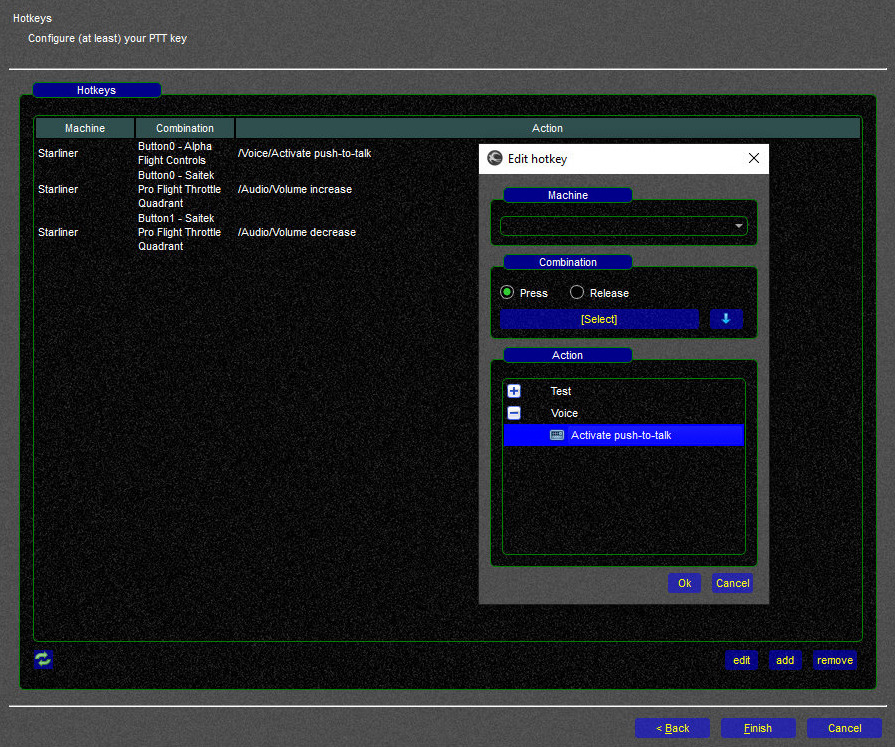 Hotkeys
Configure (at least) your PTT key
Hotkeys
Machine Combination Action
Starliner
Button0 - Alpha
Flight Controls
/Voice/Activate push-to-talk
Starliner
Button0 - Saitek
Pro Flight Throttle
Quadrant
/Audio/Volume increase
Starliner
Button1 - Saitek
Pro Flight Throttle
Quadrant
/Audio/Volume decrease
Edit hotkey
Machine
Combination
Press Release
[Select]
Action
Test
Voice
Activate push-to-talk
Ok Cancel
edit add remove
< Back Finish Cancel